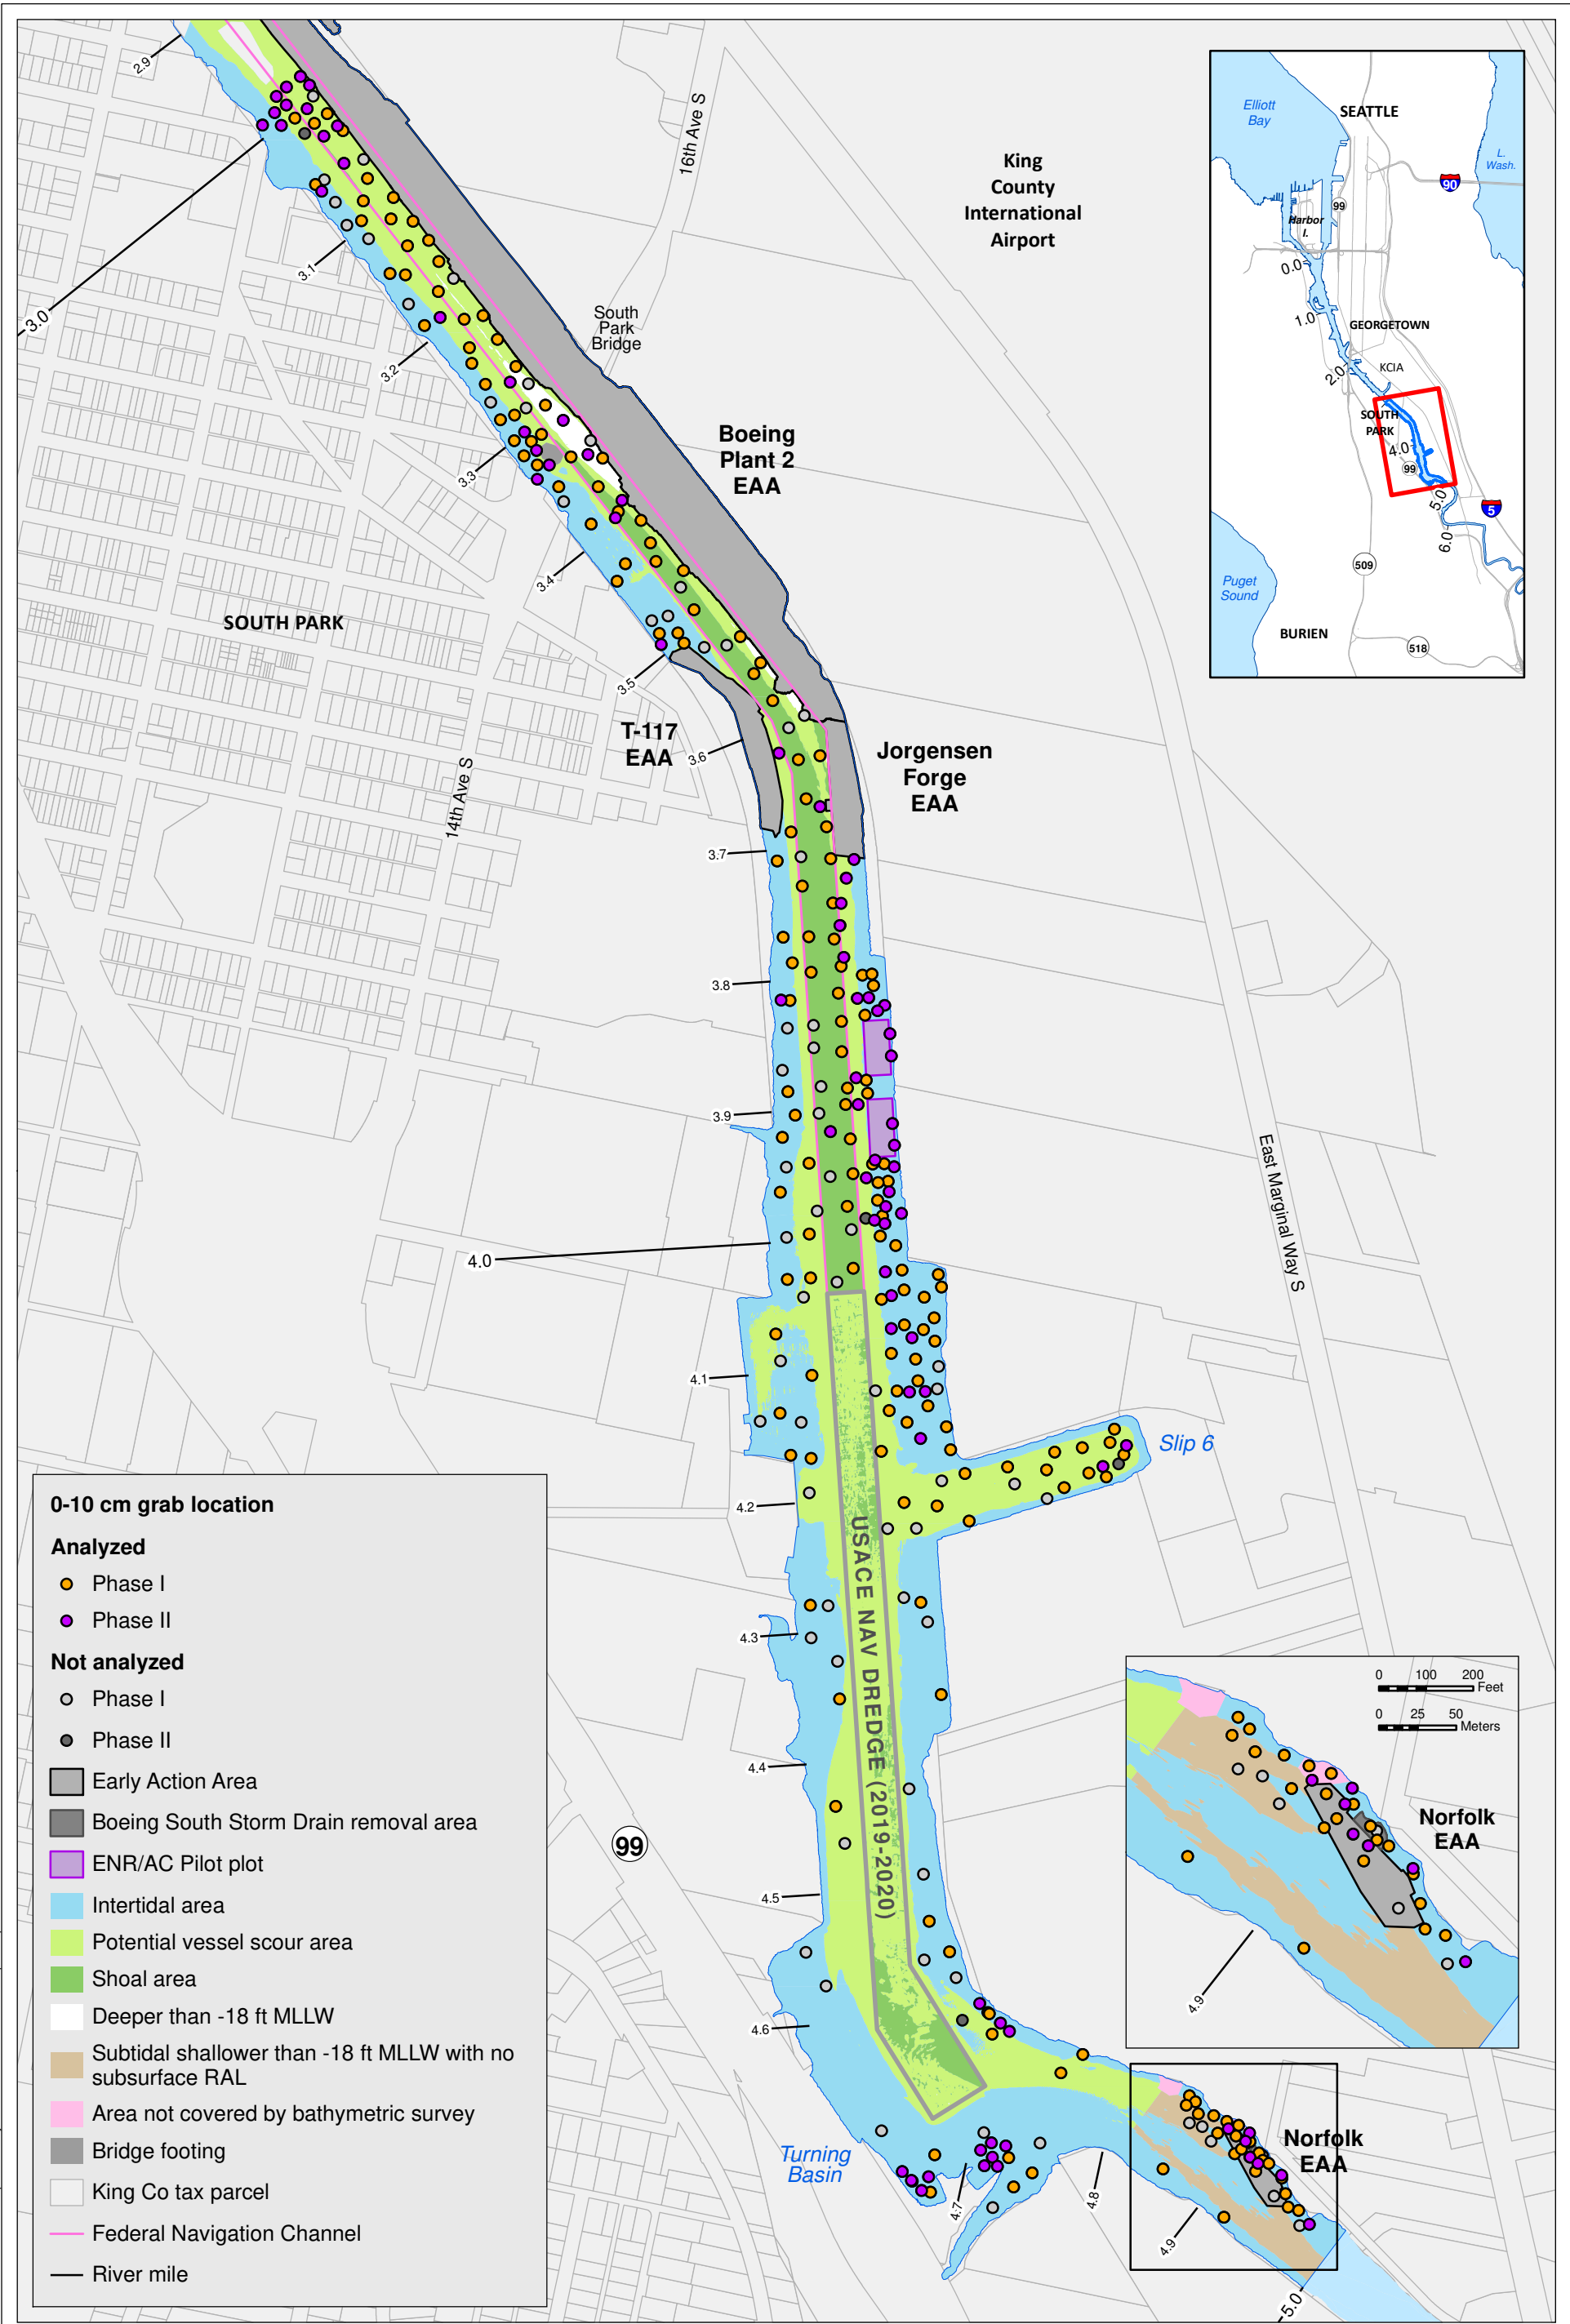 2.9
3.0
3.1
3.2
3.3
3.4
3.5
3.6
3.7
3.8
3.9
4.0
4.1
4.2
4.3
4.4
4.5
4.6
4.7
4.8
4.9
5.0
16th Ave S
King
County
International
Airport
South
Park
Bridge
Boeing
Plant 2
EAA
SOUTH PARK
T-117
EAA
Jorgensen
Forge
EAA
14th Ave S
East Marginal Way S
Slip 6
USACE NAV DREDGE (2019-2020)
99
Turning
Basin
Norfolk
EAA
Elliott
Bay
SEATTLE
L.
Wash.
90
99
Harbor
I.
0.0
1.0
GEORGETOWN
2.0
KCIA
SOUTH
PARK
4.0
99
5.0
5
6.0
509
Puget
Sound
BURIEN
518
0 100 200
Feet
0 25 50
Meters
Norfolk
EAA
4.9
0-10 cm grab location
Analyzed
Phase I
Phase II
Not analyzed
Phase I
Phase II
Early Action Area
Boeing South Storm Drain removal area
ENR/AC Pilot plot
Intertidal area
Potential vessel scour area
Shoal area
Deeper than -18 ft MLLW
Subtidal shallower than -18 ft MLLW with no
subsurface RAL
Area not covered by bathymetric survey
Bridge footing
King Co tax parcel
Federal Navigation Channel
River mile